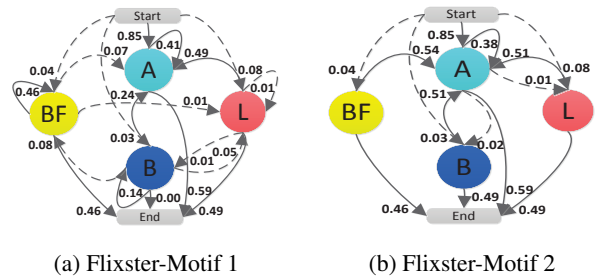 Start
0.85
0.41
0.04
0.07
0.49
0.08
A
0.46
0.01
BF
0.24
0.01
L
0.08
0.03
0.01
0.05
B
0.14
0.00
0.59
0.46
0.49
End
(a) Flixster-Motif 1
Start
0.85
0.38
0.04
0.54
0.51
0.08
A
0.01
BF
0.51
L
0.03
0.02
B
0.49
0.59
0.46
0.49
End
(b) Flixster-Motif 2